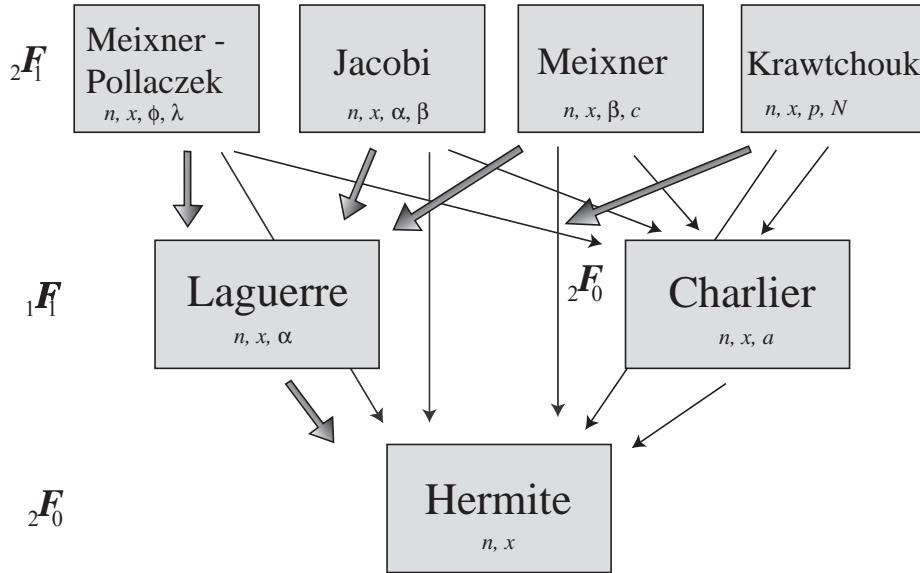 ₂F₁
Meixner -
Pollaczek
n, x, ϕ, λ
Jacobi
n, x, α, β
Meixner
n, x, β, c
Krawtchouk
n, x, p, N
₁F₁
Laguerre
n, x, α
₂F₀
Charlier
n, x, a
₂F₀
Hermite
n, x